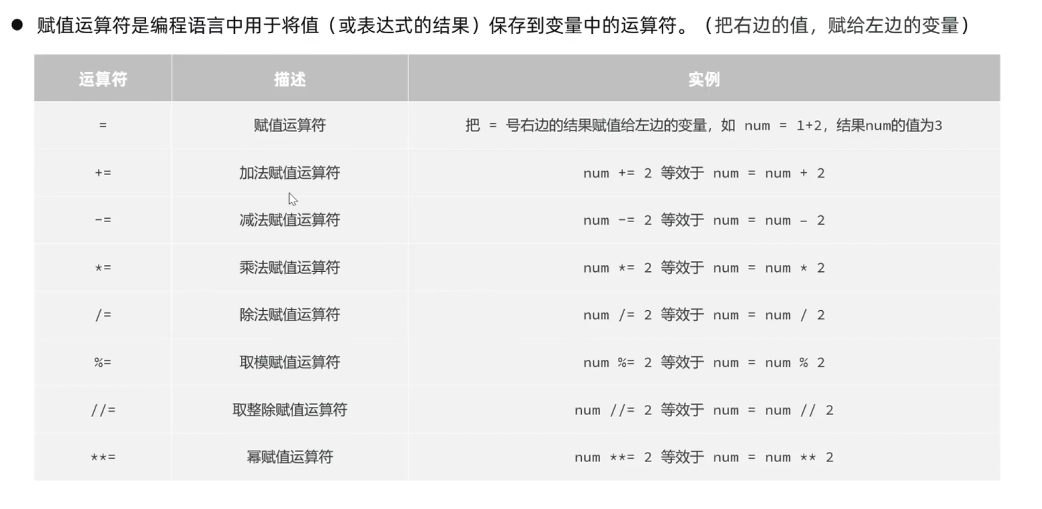 ● 赋值运算符是编程语言中用于将值（或表达式的结果）保存到变量中的运算符。（把右边的值，赋给左边的变量）
运算符 描述 实例
= 赋值运算符 把 = 号右边的结果赋值给左边的变量，如 num = 1+2，结果num的值为3
+= 加法赋值运算符 num += 2 等效于 num = num + 2
-= 减法赋值运算符 num -= 2 等效于 num = num – 2
*= 乘法赋值运算符 num *= 2 等效于 num = num * 2
/= 除法赋值运算符 num /= 2 等效于 num = num / 2
%= 取模赋值运算符 num %= 2 等效于 num = num % 2
//= 取整除赋值运算符 num //= 2 等效于 num = num // 2
**= 幂赋值运算符 num **= 2 等效于 num = num ** 2